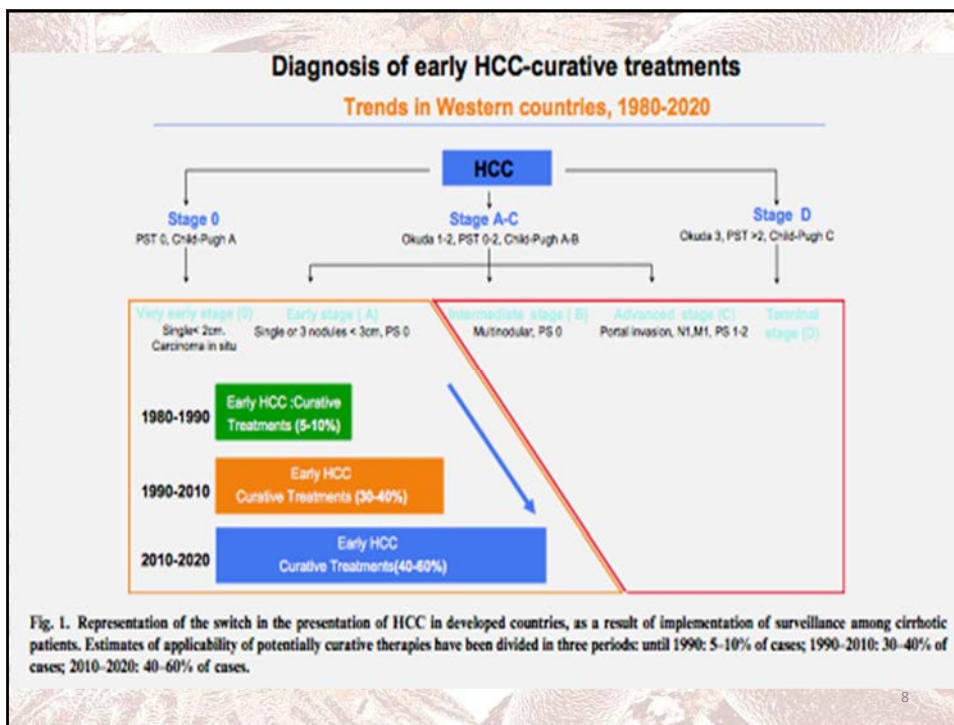 Diagnosis of early HCC-curative treatments
Trends in Western countries, 1980-2020
HCC
Stage 0
PST 0, Child-Pugh A
Stage A-C
Okuda 1-2, PST 0-2, Child-Pugh A-B
Stage D
Okuda 3, PST >2, Child-Pugh C
Very early stage (0)
Single< 2cm.
Carcinoma in situ
Early stage ( A)
Single or 3 nodules < 3cm, PS 0
Intermediate stage ( B)
Multinodular, PS 0
Advanced stage (C)
Portal invasion, N1,M1, PS 1-2
Terminal
stage (D)
1980-1990
Early HCC :Curative
Treatments (5-10%)
1990-2010
Early HCC
Curative Treatments (30-40%)
2010-2020
Early HCC
Curative Treatments(40-60%)
Fig. 1. Representation of the switch in the presentation of HCC in developed countries, as a result of implementation of surveillance among cirrhotic
patients. Estimates of applicability of potentially curative therapies have been divided in three periods: until 1990: 5–10% of cases; 1990–2010: 30–40% of
cases; 2010–2020: 40–60% of cases.
8